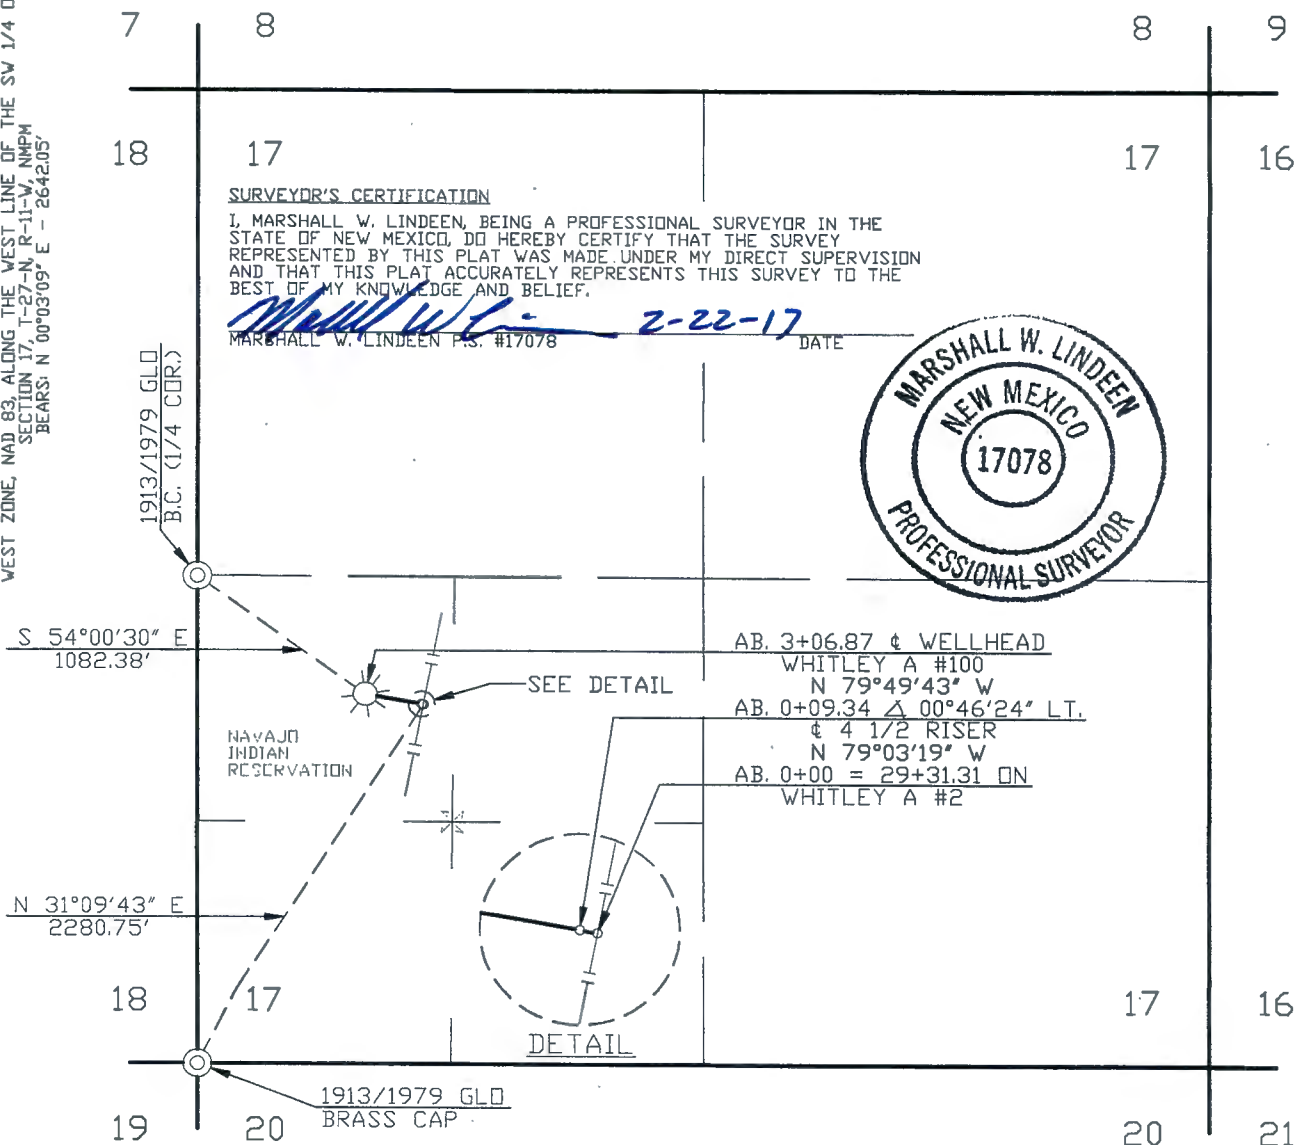 WEST ZONE, NAD 83, ALONG THE WEST LINE OF THE SW 1/4
SECTION 17, T-27-N, R-11-W, NMPM
BEARS: N 00°03'09" E - 2642.05'
7
8
8
9
18
17
17
16
SURVEYOR'S CERTIFICATION
I, MARSHALL W. LINDEEN, BEING A PROFESSIONAL SURVEYOR IN THE
STATE OF NEW MEXICO, DO HEREBY CERTIFY THAT THE SURVEY
REPRESENTED BY THIS PLAT WAS MADE UNDER MY DIRECT SUPERVISION
AND THAT THIS PLAT ACCURATELY REPRESENTS THIS SURVEY TO THE
BEST OF MY KNOWLEDGE AND BELIEF.
2-22-17
MARSHALL W. LINDEEN P.S. #17078
DATE
MARSHALL W. LINDEEN
NEW MEXICO
17078
PROFESSIONAL SURVEYOR
1913/1979 GLO
B.C. (1/4 COR.)
S 54°00'30" E
1082.38'
SEE DETAIL
AB. 3+06.87 ℄ WELLHEAD
WHITLEY A #100
N 79°49'43" W
AB. 0+09.34 △ 00°46'24" LT.
℄ 4 1/2 RISER
N 79°03'19" W
AB. 0+00 = 29+31.31 ON
WHITLEY A #2
NAVAJO
INDIAN
RESERVATION
N 31°09'43" E
2280.75'
18
17
17
16
DETAIL
1913/1979 GLO
BRASS CAP
19
20
20
21